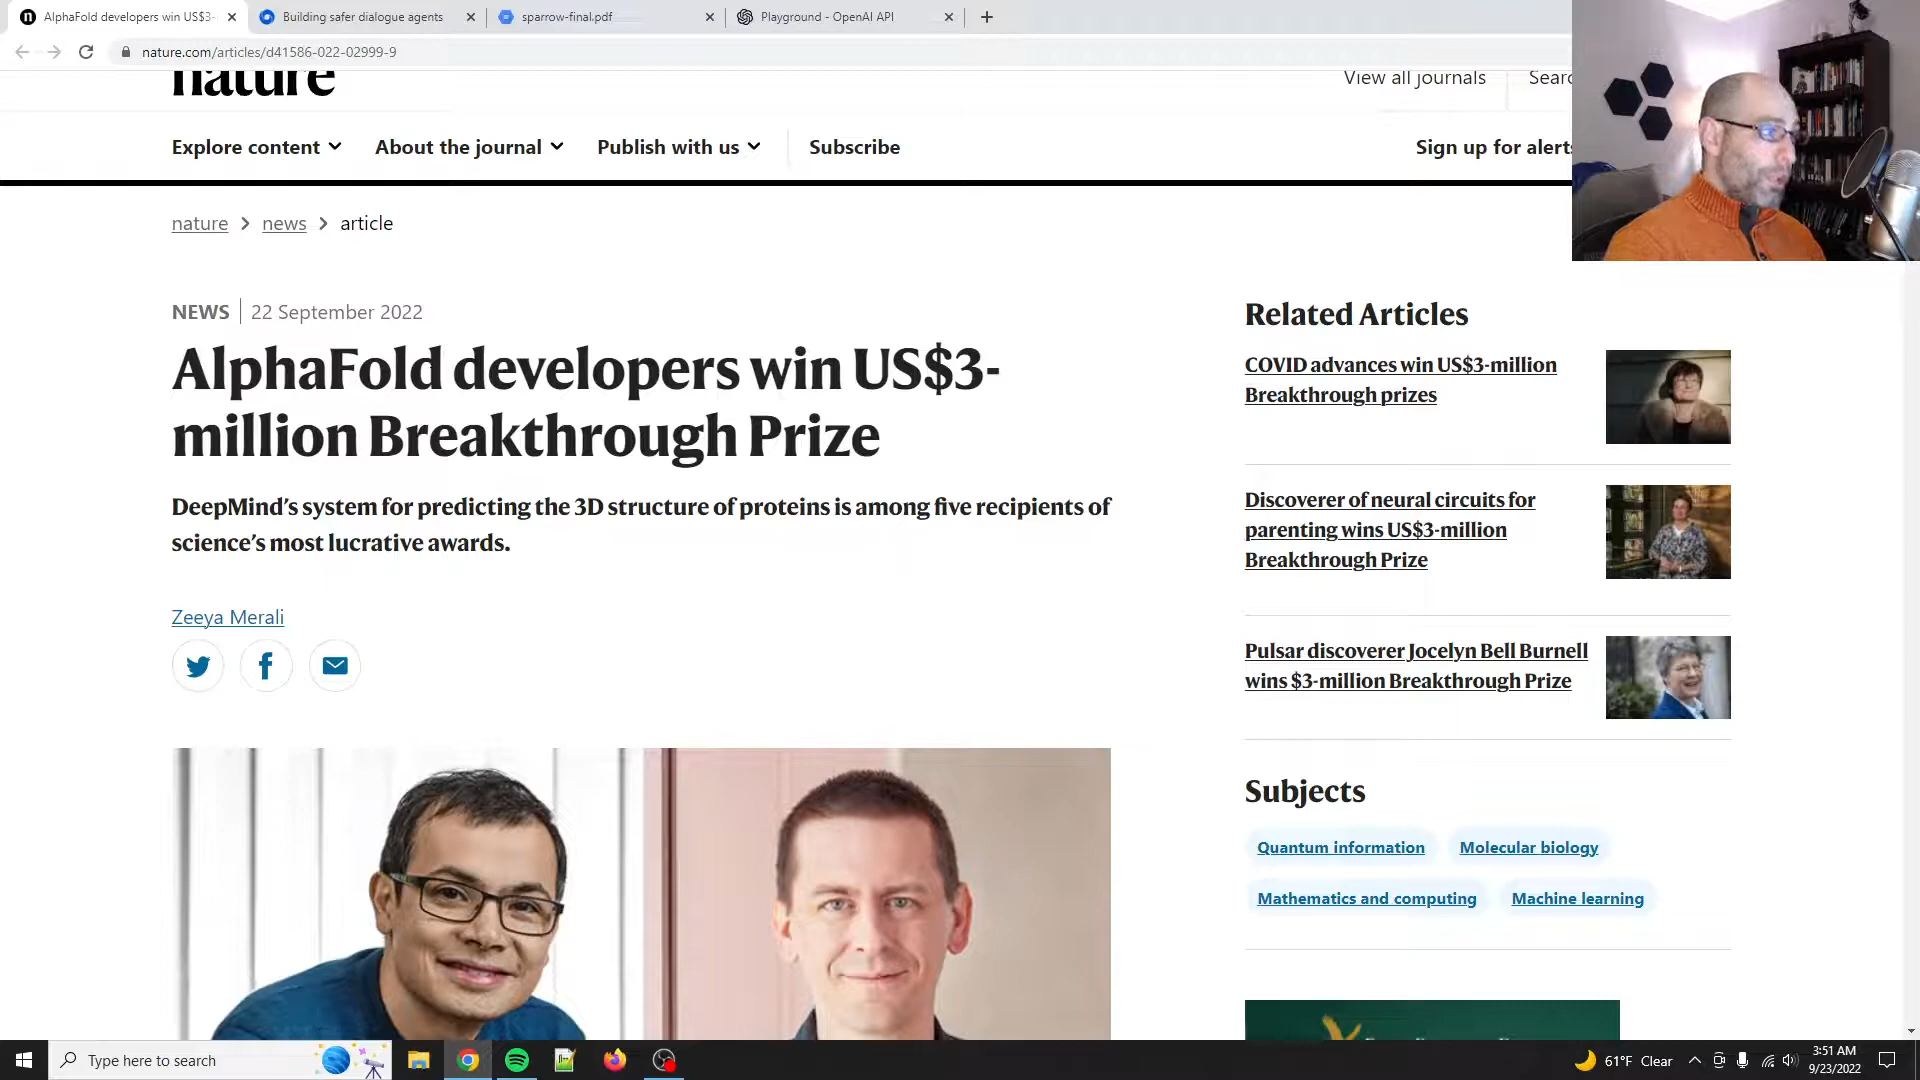 AlphaFold developers win US$3-
Building safer dialogue agents
sparrow-final.pdf
Playground - OpenAI API
nature.com/articles/d41586-022-02999-9
nature
View all journals
Explore content
About the journal
Publish with us
Subscribe
Sign up for alerts
nature > news > article
NEWS | 22 September 2022
AlphaFold developers win US$3-
million Breakthrough Prize
DeepMind’s system for predicting the 3D structure of proteins is among five recipients of
science’s most lucrative awards.
Zeeya Merali
Related Articles
COVID advances win US$3-million
Breakthrough prizes
Discoverer of neural circuits for
parenting wins US$3-million
Breakthrough Prize
Pulsar discoverer Jocelyn Bell Burnell
wins $3-million Breakthrough Prize
Subjects
Quantum information
Molecular biology
Mathematics and computing
Machine learning
Type here to search
61°F Clear
3:51 AM
9/23/2022